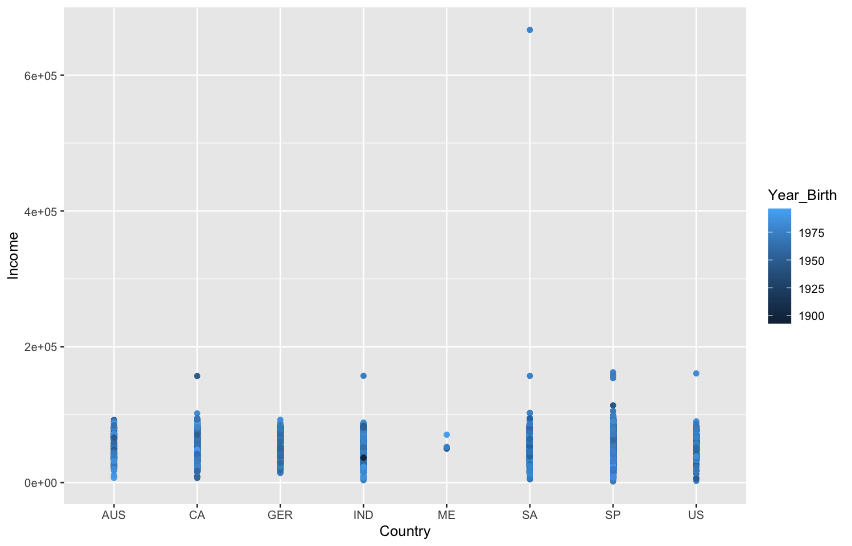 6e+05
4e+05
2e+05
0e+00
Income
AUS CA GER IND ME SA SP US
Country
Year_Birth
1975
1950
1925
1900